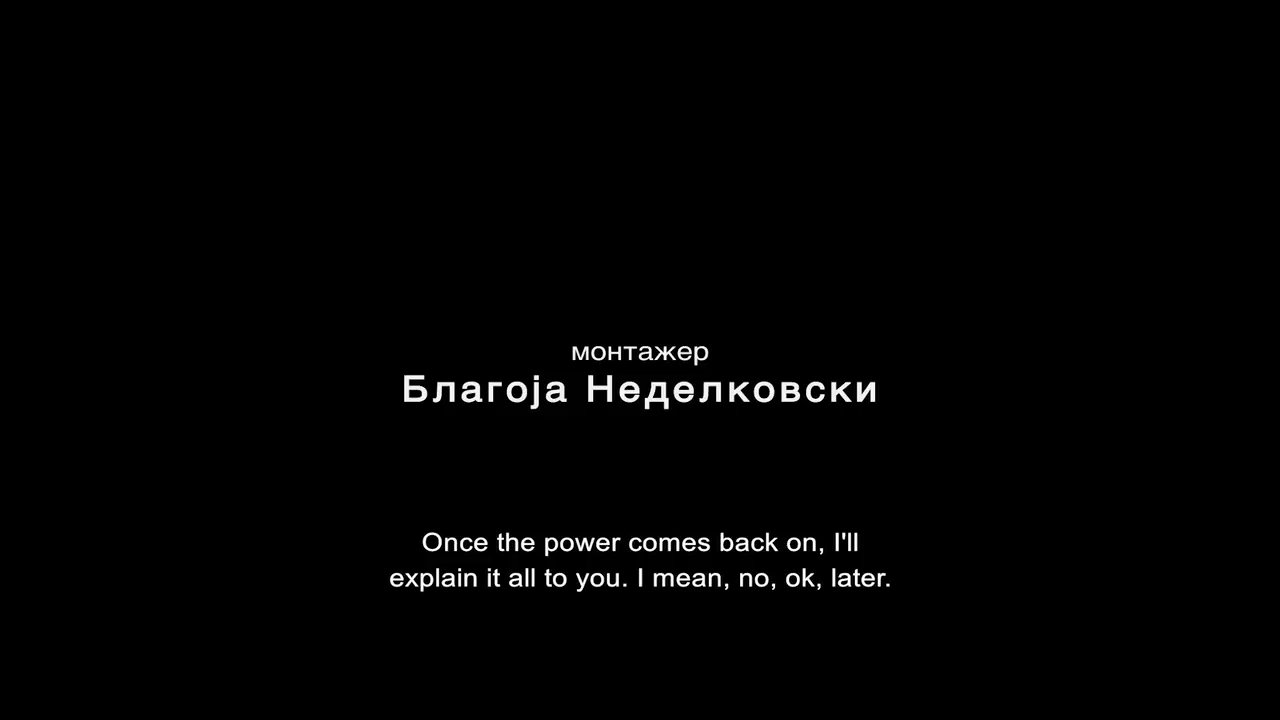 монтажер
Благоја Неделковски
Once the power comes back on, I'll
explain it all to you. I mean, no, ok, later.